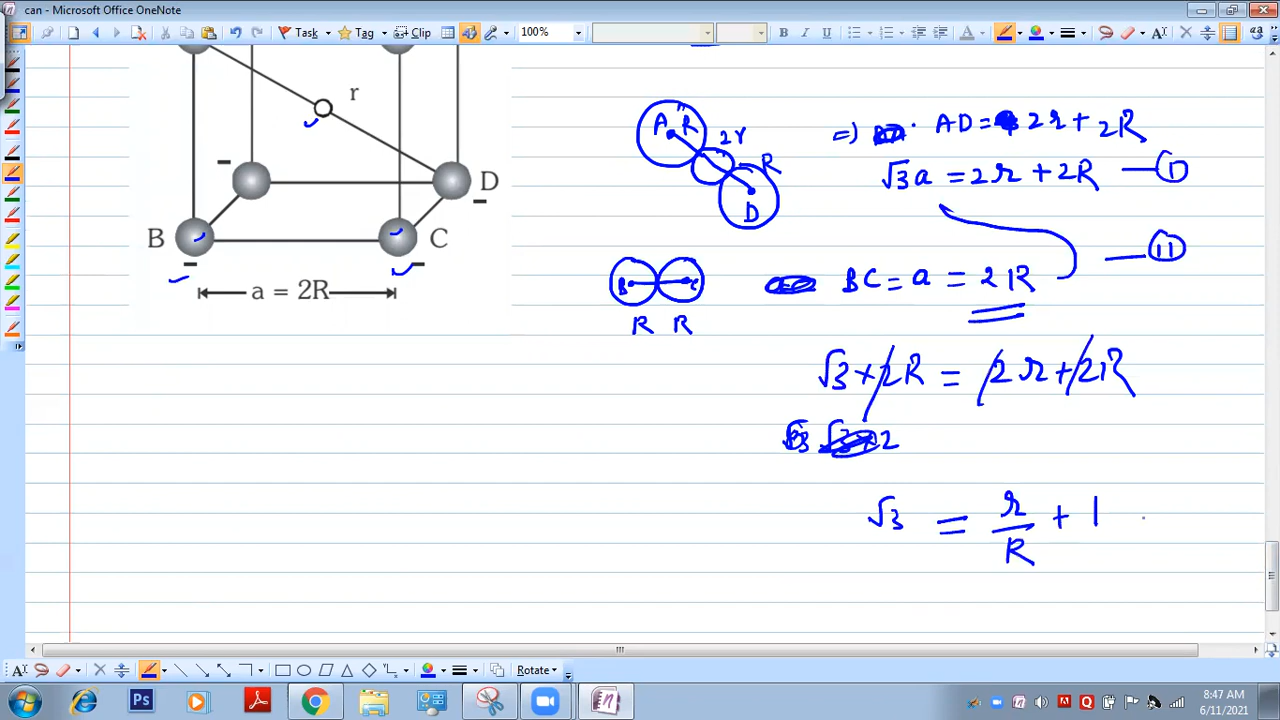 can - Microsoft Office OneNote
Task
Tag
Clip
100%
r
D
B
C
a = 2R
A R
2r
R
D
⇒) AD = 2r + 2R
√3a = 2r + 2R — I
B C
R R
BC = a = 2R — II
√3 × 2R = 2r + 2R
2
√3 = r/R + 1
Rotate
8:47 AM
6/11/2021